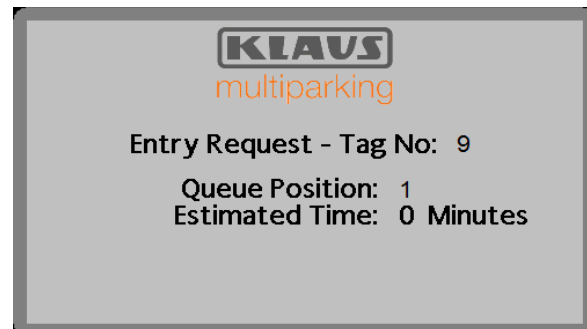 KLAUS
multiparking
Entry Request - Tag No: 9
Queue Position: 1
Estimated Time: 0 Minutes